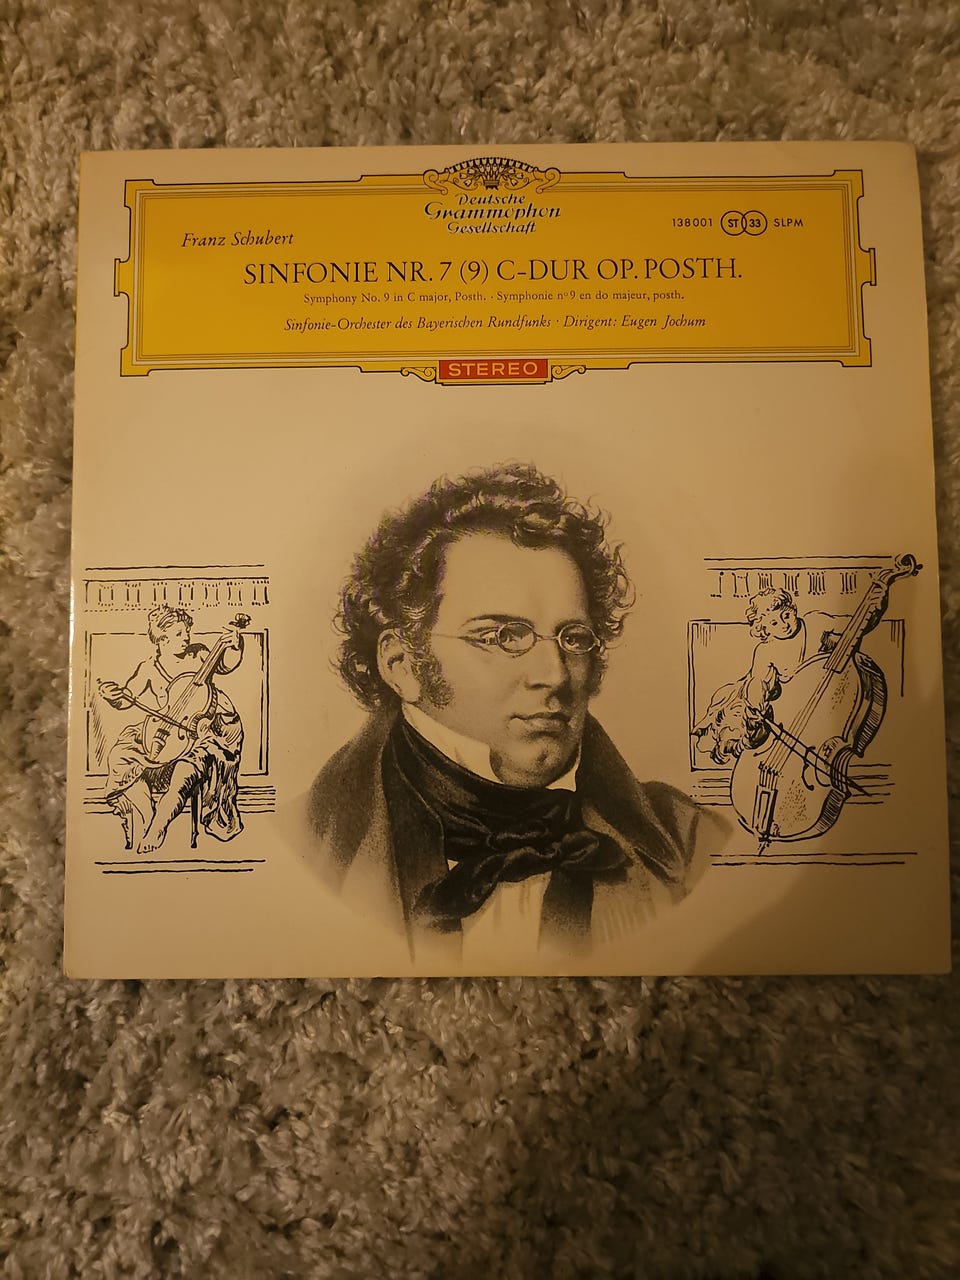 Deutsche
Grammophon
Gesellschaft
138001 ST 33 SLPM
Franz Schubert
SINFONIE NR. 7 (9) C-DUR OP. POSTH.
Symphony No. 9 in C major, Posth. · Symphonie nº 9 en do majeur, posth.
Sinfonie-Orchester des Bayerischen Rundfunks · Dirigent: Eugen Jochum
STEREO